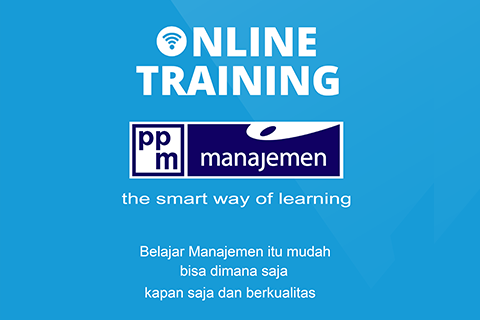 ONLINE
TRAINING
ppm manajemen
the smart way of learning
Belajar Manajemen itu mudah
bisa dimana saja
kapan saja dan berkualitas